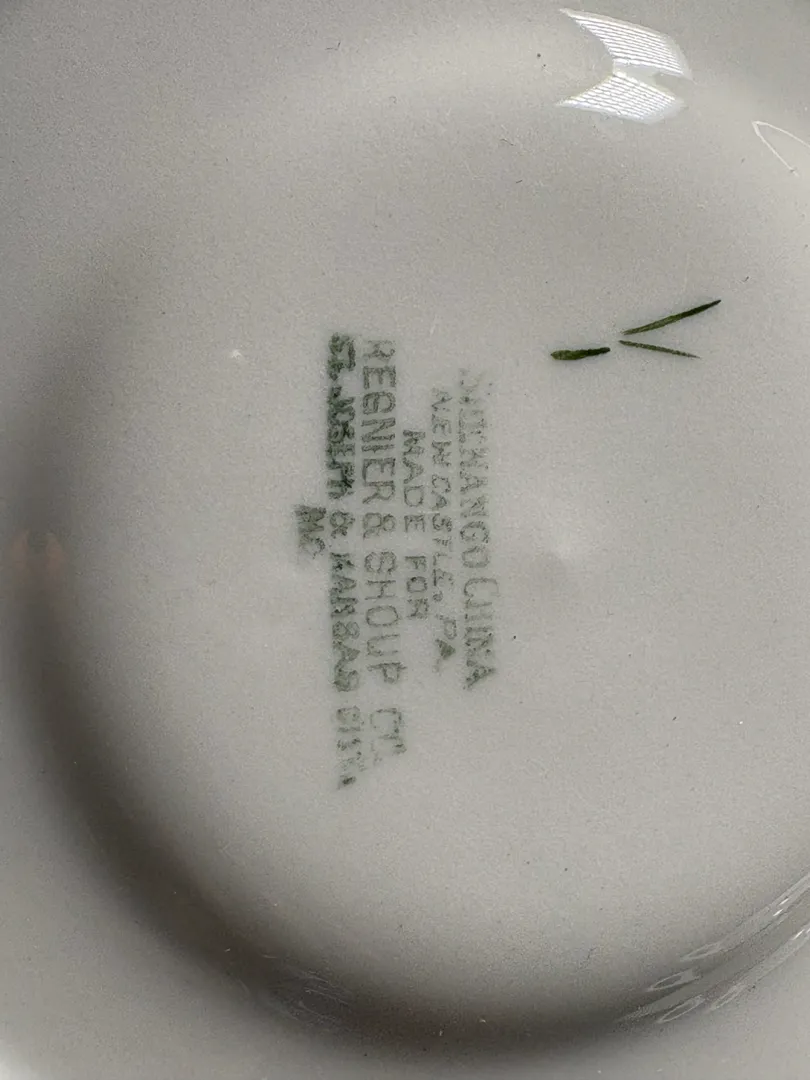 SHENANGO CHINA
NEW CASTLE, PA
MADE FOR
REGNIER & SHOUP CO.
ST. JOSEPH & KANSAS CITY.
MO